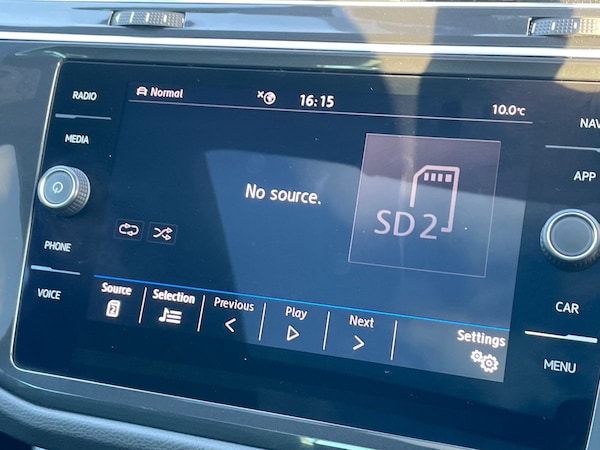 RADIO
MEDIA
PHONE
VOICE
Normal
16:15
10.0°C
No source.
SD2
Source
2
Selection
Previous
Play
Next
Settings
NAV
APP
CAR
MENU